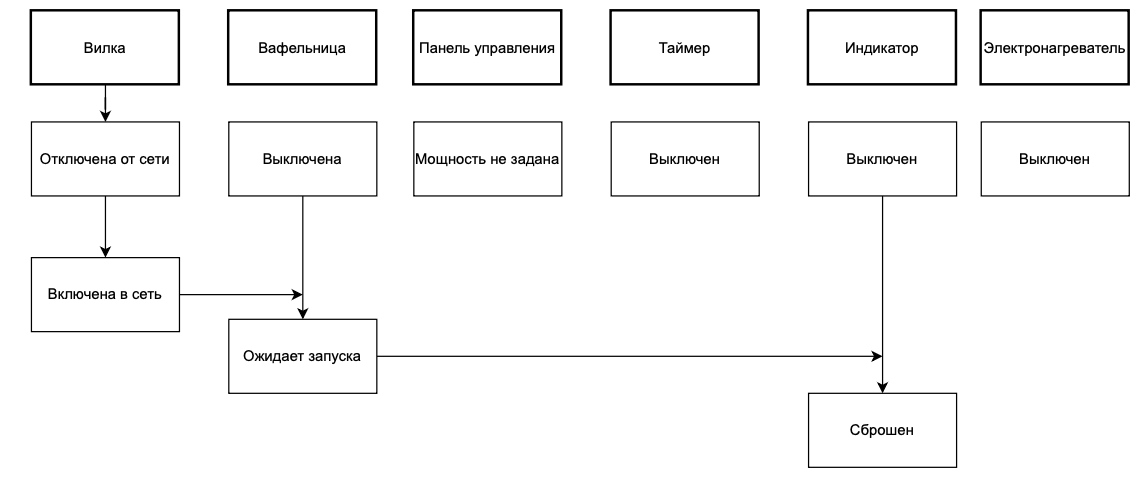 Вилка
Вафельница
Панель управления
Таймер
Индикатор
Электронагреватель
Отключена от сети
Выключена
Мощность не задана
Выключен
Выключен
Выключен
Включена в сеть
Ожидает запуска
Сброшен